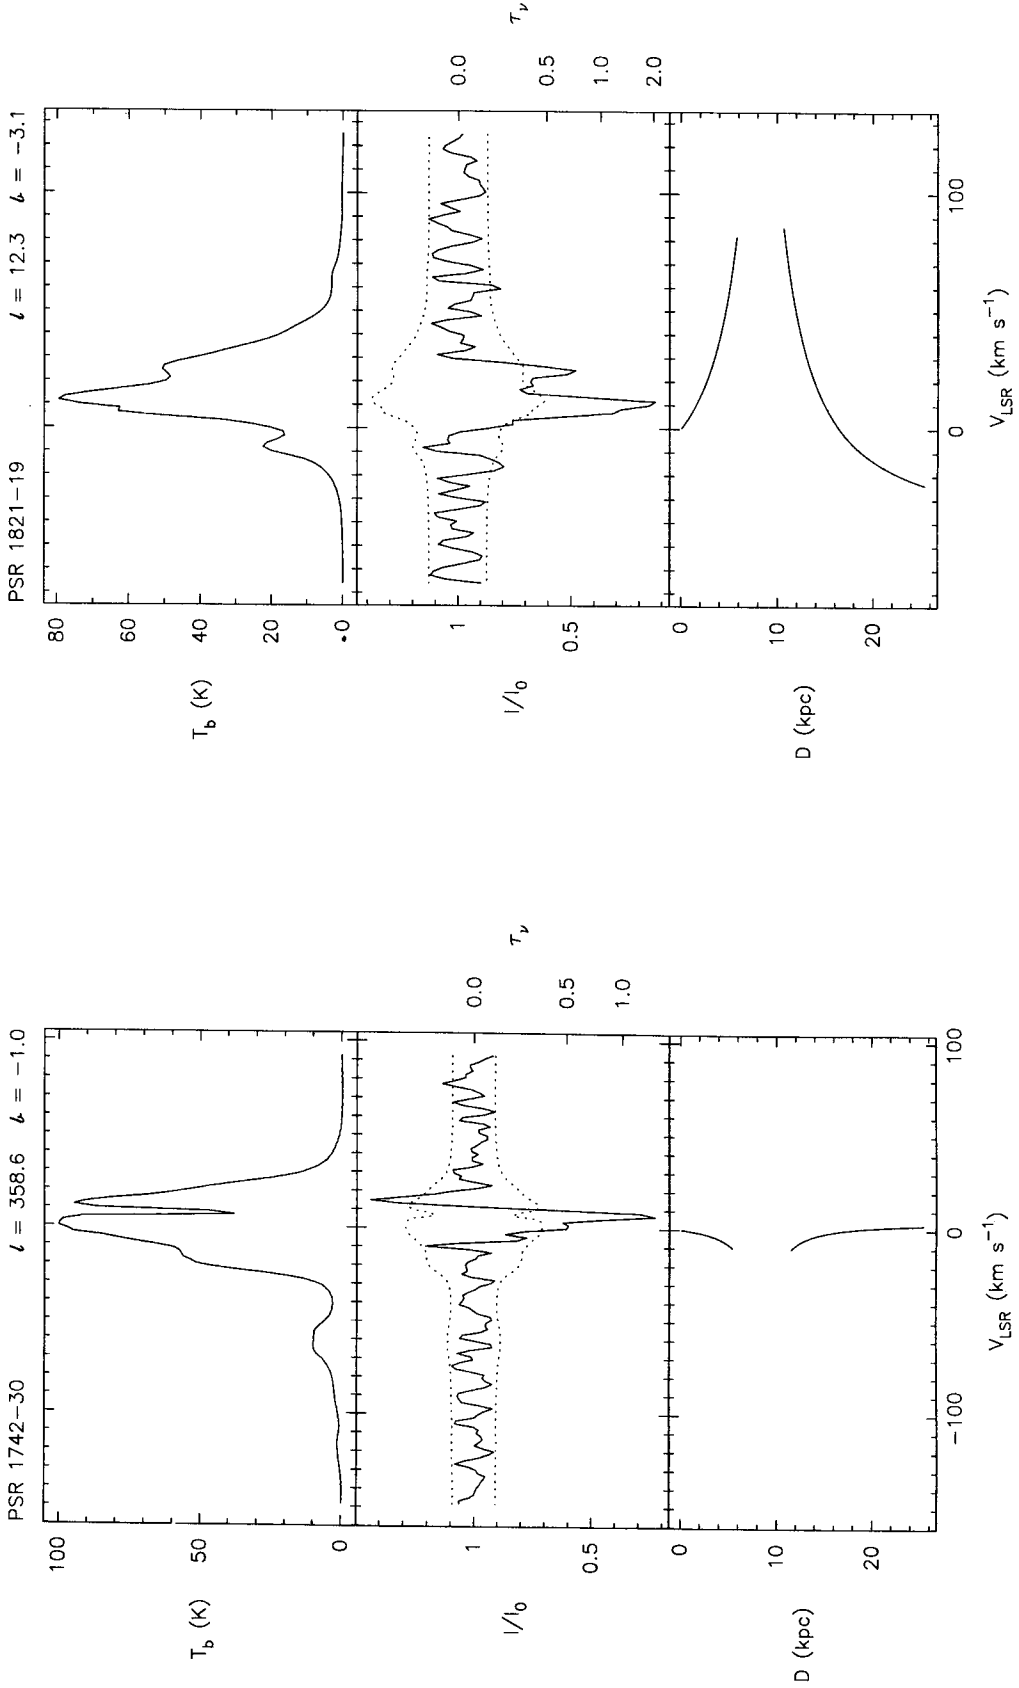 PSR 1742−30 ℓ = 358.6 𝒷 = −1.0
100
50
0
T_b (K)
1
0.5
I/I_0
0.0
0.5
1.0
τ_ν
0
10
20
D (kpc)
−100
0
100
V_LSR (km s⁻¹)
PSR 1821−19 ℓ = 12.3 𝒷 = −3.1
80
60
40
20
0
T_b (K)
1
0.5
I/I_0
0.0
0.5
1.0
2.0
τ_ν
0
10
20
D (kpc)
0
100
V_LSR (km s⁻¹)